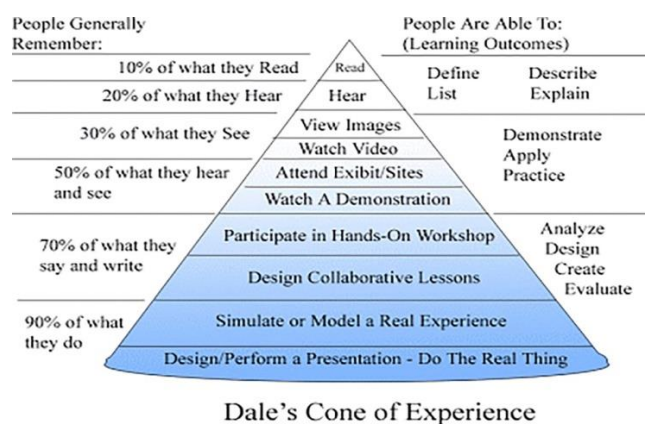 People Generally
Remember:
10% of what they Read
20% of what they Hear
30% of what they See
50% of what they hear
and see
70% of what they
say and write
90% of what
they do
Read
Hear
View Images
Watch Video
Attend Exibit/Sites
Watch A Demonstration
Participate in Hands-On Workshop
Design Collaborative Lessons
Simulate or Model a Real Experience
Design/Perform a Presentation - Do The Real Thing
People Are Able To:
(Learning Outcomes)
Define Describe
List Explain
Demonstrate
Apply
Practice
Analyze
Design
Create
Evaluate
Dale's Cone of Experience